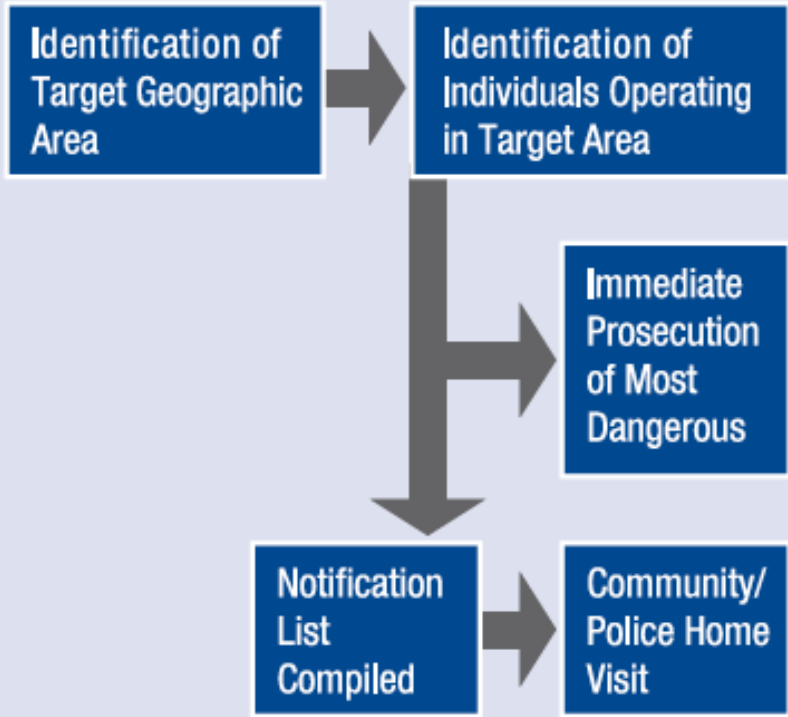 Identification of
Target Geographic
Area
Identification of
Individuals Operating
in Target Area
Immediate
Prosecution
of Most
Dangerous
Notification
List
Compiled
Community/
Police Home
Visit